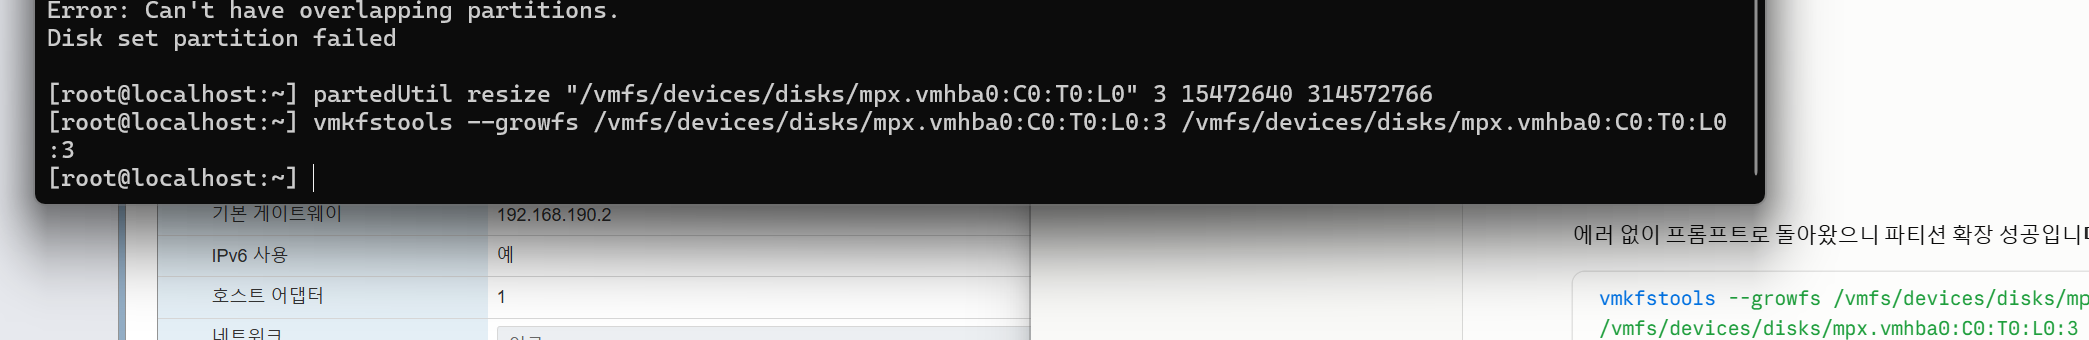 Error: Can't have overlapping partitions.
Disk set partition failed
[root@localhost:~] partedUtil resize "/vmfs/devices/disks/mpx.vmhba0:C0:T0:L0" 3 15472640 314572766
[root@localhost:~] vmkfstools --growfs /vmfs/devices/disks/mpx.vmhba0:C0:T0:L0:3 /vmfs/devices/disks/mpx.vmhba0:C0:T0:L0
:3
[root@localhost:~]
기본 게이트웨이 192.168.190.2
IPv6 사용 예
호스트 어댑터 1
네트워크
에러 없이 프롬프트로 돌아왔으니 파티션 확장 성공입니
vmkfstools --growfs /vmfs/devices/disks/mp
/vmfs/devices/disks/mpx.vmhba0:C0:T0:L0:3